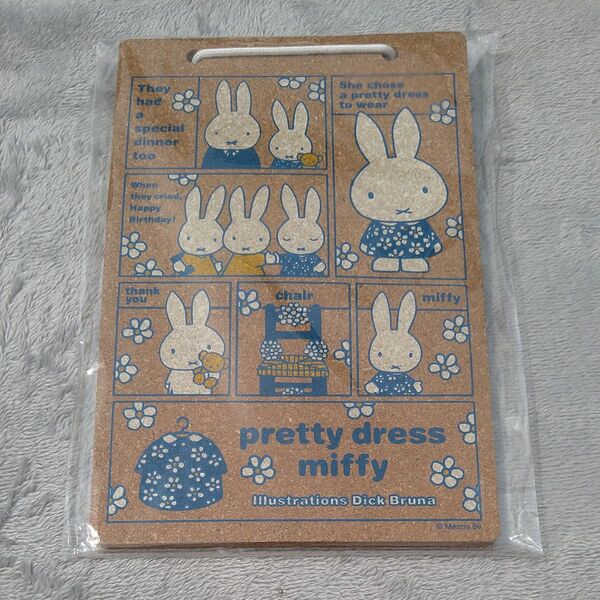 They
had
a
special
dinner
too
She chose
a pretty dress
to wear
When
they cried,
Happy
Birthday!
thank
you
chair
miffy
pretty dress
miffy
Illustrations Dick Bruna
© Mercis bv